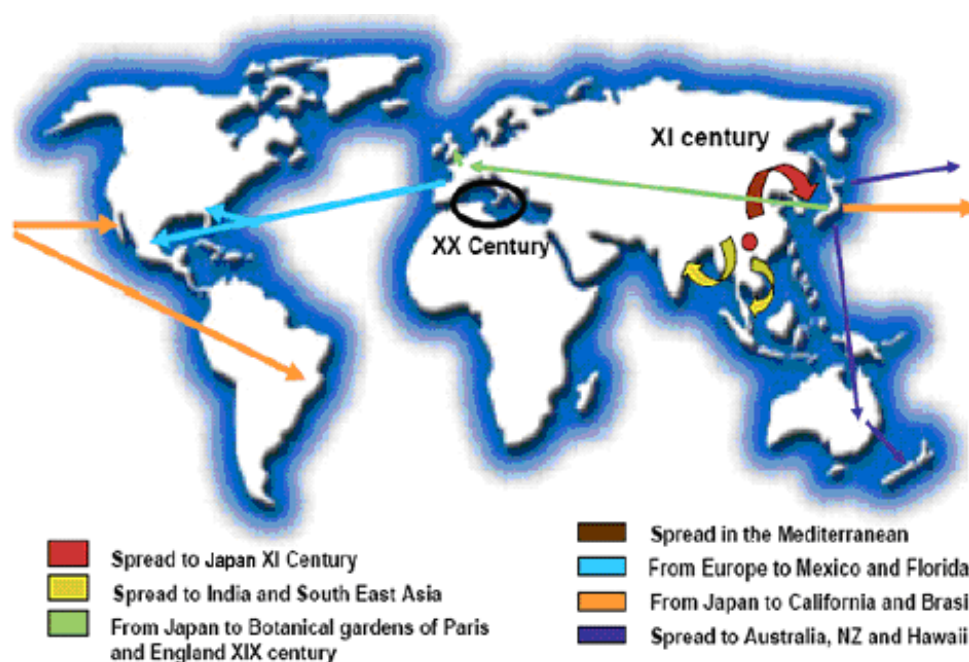 XI century
XX Century
Spread to Japan XI Century
Spread to India and South East Asia
From Japan to Botanical gardens of Paris
and England XIX century
Spread in the Mediterranean
From Europe to Mexico and Florida
From Japan to California and Brasi
Spread to Australia, NZ and Hawaii